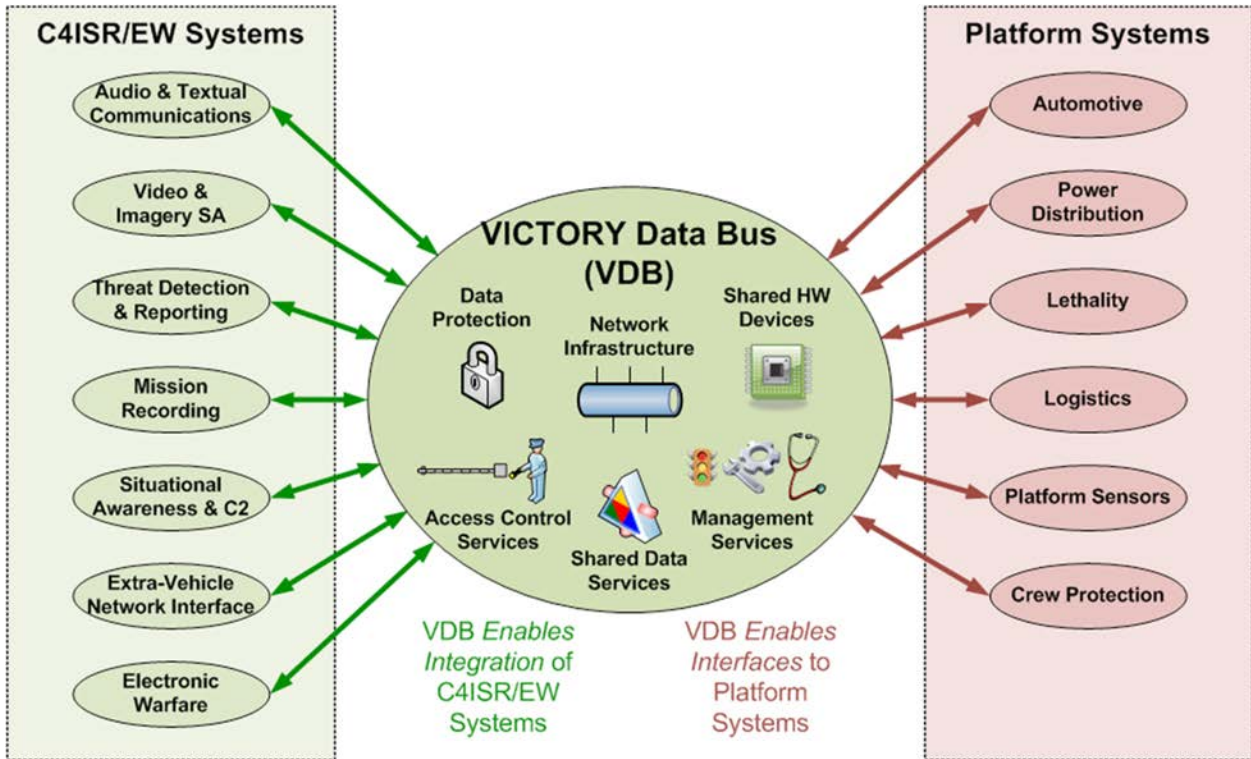 C4ISR/EW Systems
Audio & Textual
Communications
Video &
Imagery SA
Threat Detection
& Reporting
Mission
Recording
Situational
Awareness & C2
Extra-Vehicle
Network Interface
Electronic
Warfare
VICTORY Data Bus
(VDB)
Data
Protection
Network
Infrastructure
Shared HW
Devices
Access Control
Services
Shared Data
Services
Management
Services
VDB Enables
Integration of
C4ISR/EW
Systems
VDB Enables
Interfaces to
Platform
Systems
Platform Systems
Automotive
Power
Distribution
Lethality
Logistics
Platform Sensors
Crew Protection